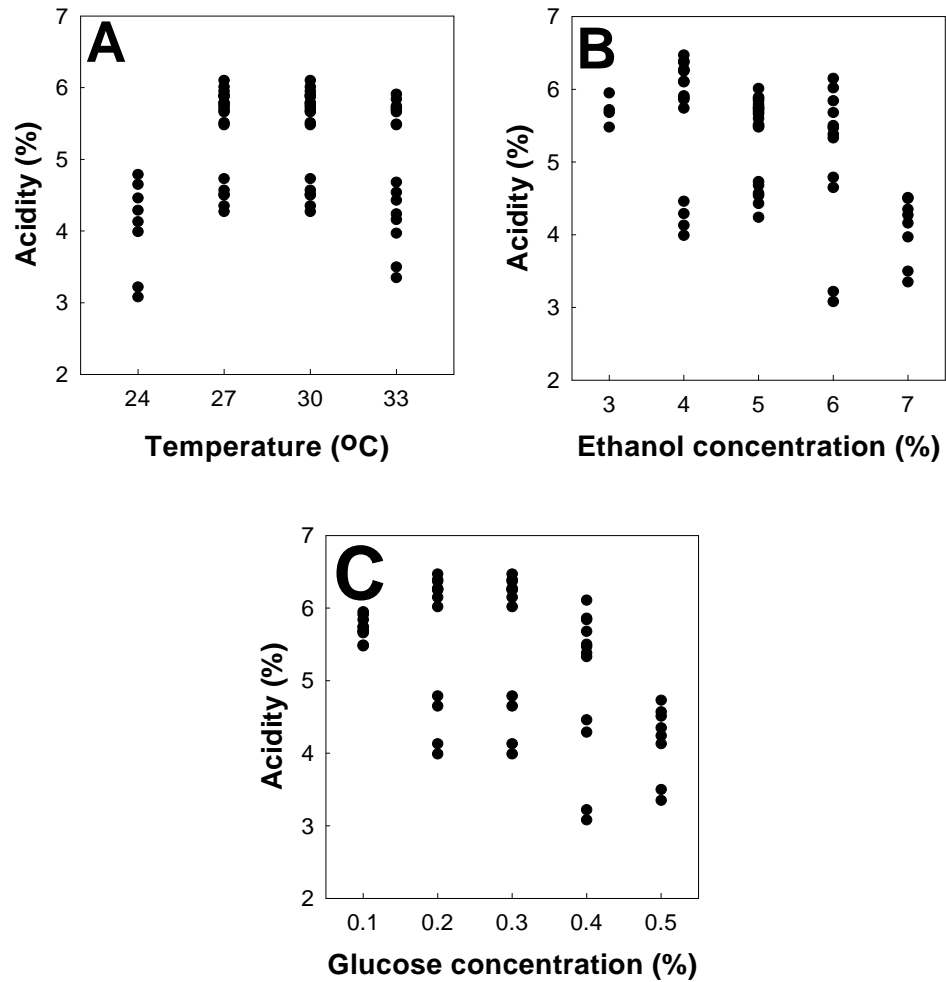 A
7
6
5
4
3
2
Acidity (%)
24 27 30 33
Temperature (ºC)
B
7
6
5
4
3
2
Acidity (%)
3 4 5 6 7
Ethanol concentration (%)
C
7
6
5
4
3
2
Acidity (%)
0.1 0.2 0.3 0.4 0.5
Glucose concentration (%)